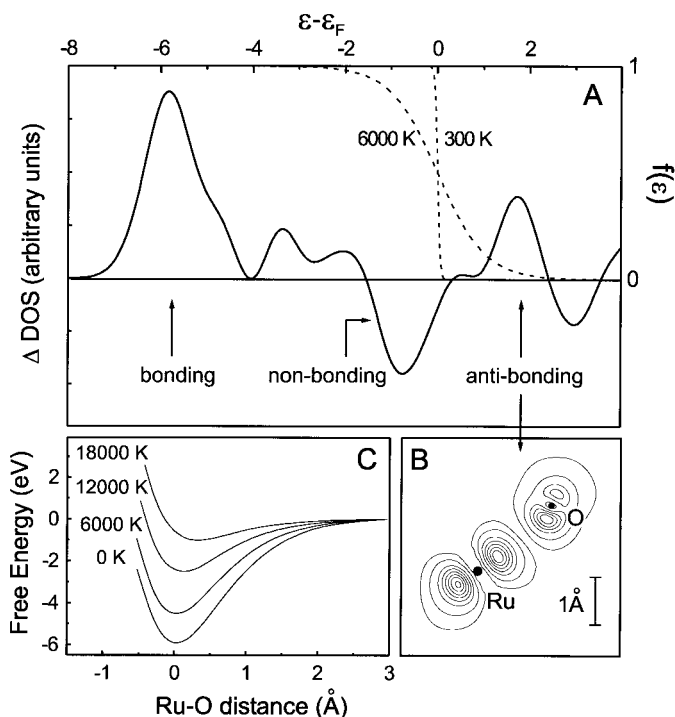 ε-ε_F
-8 -6 -4 -2 0 2
A
1
6000 K 300 K
Δ DOS (arbitrary units)
f(ε)
0
bonding non-bonding anti-bonding
18000 K
C
12000 K
6000 K
0 K
2
0
-2
-4
-6
Free Energy (eV)
-1 0 1 2 3
Ru-O distance (Å)
B
O
Ru
1Å